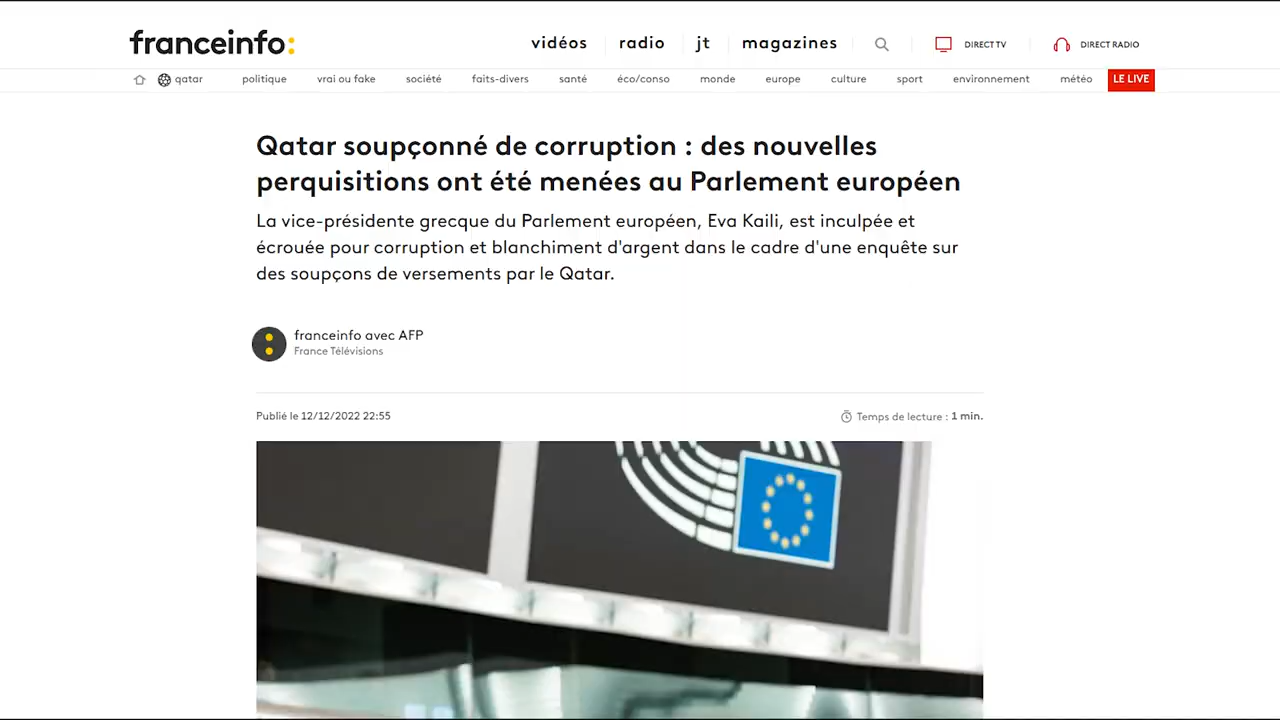 franceinfo:
vidéos radio jt magazines DIRECT TV DIRECT RADIO
qatar politique vrai ou fake société faits-divers santé éco/conso monde europe culture sport environnement météo LE LIVE
Qatar soupçonné de corruption : des nouvelles
perquisitions ont été menées au Parlement européen
La vice-présidente grecque du Parlement européen, Eva Kaili, est inculpée et
écrouée pour corruption et blanchiment d'argent dans le cadre d'une enquête sur
des soupçons de versements par le Qatar.
franceinfo avec AFP
France Télévisions
Publié le 12/12/2022 22:55
Temps de lecture : 1 min.